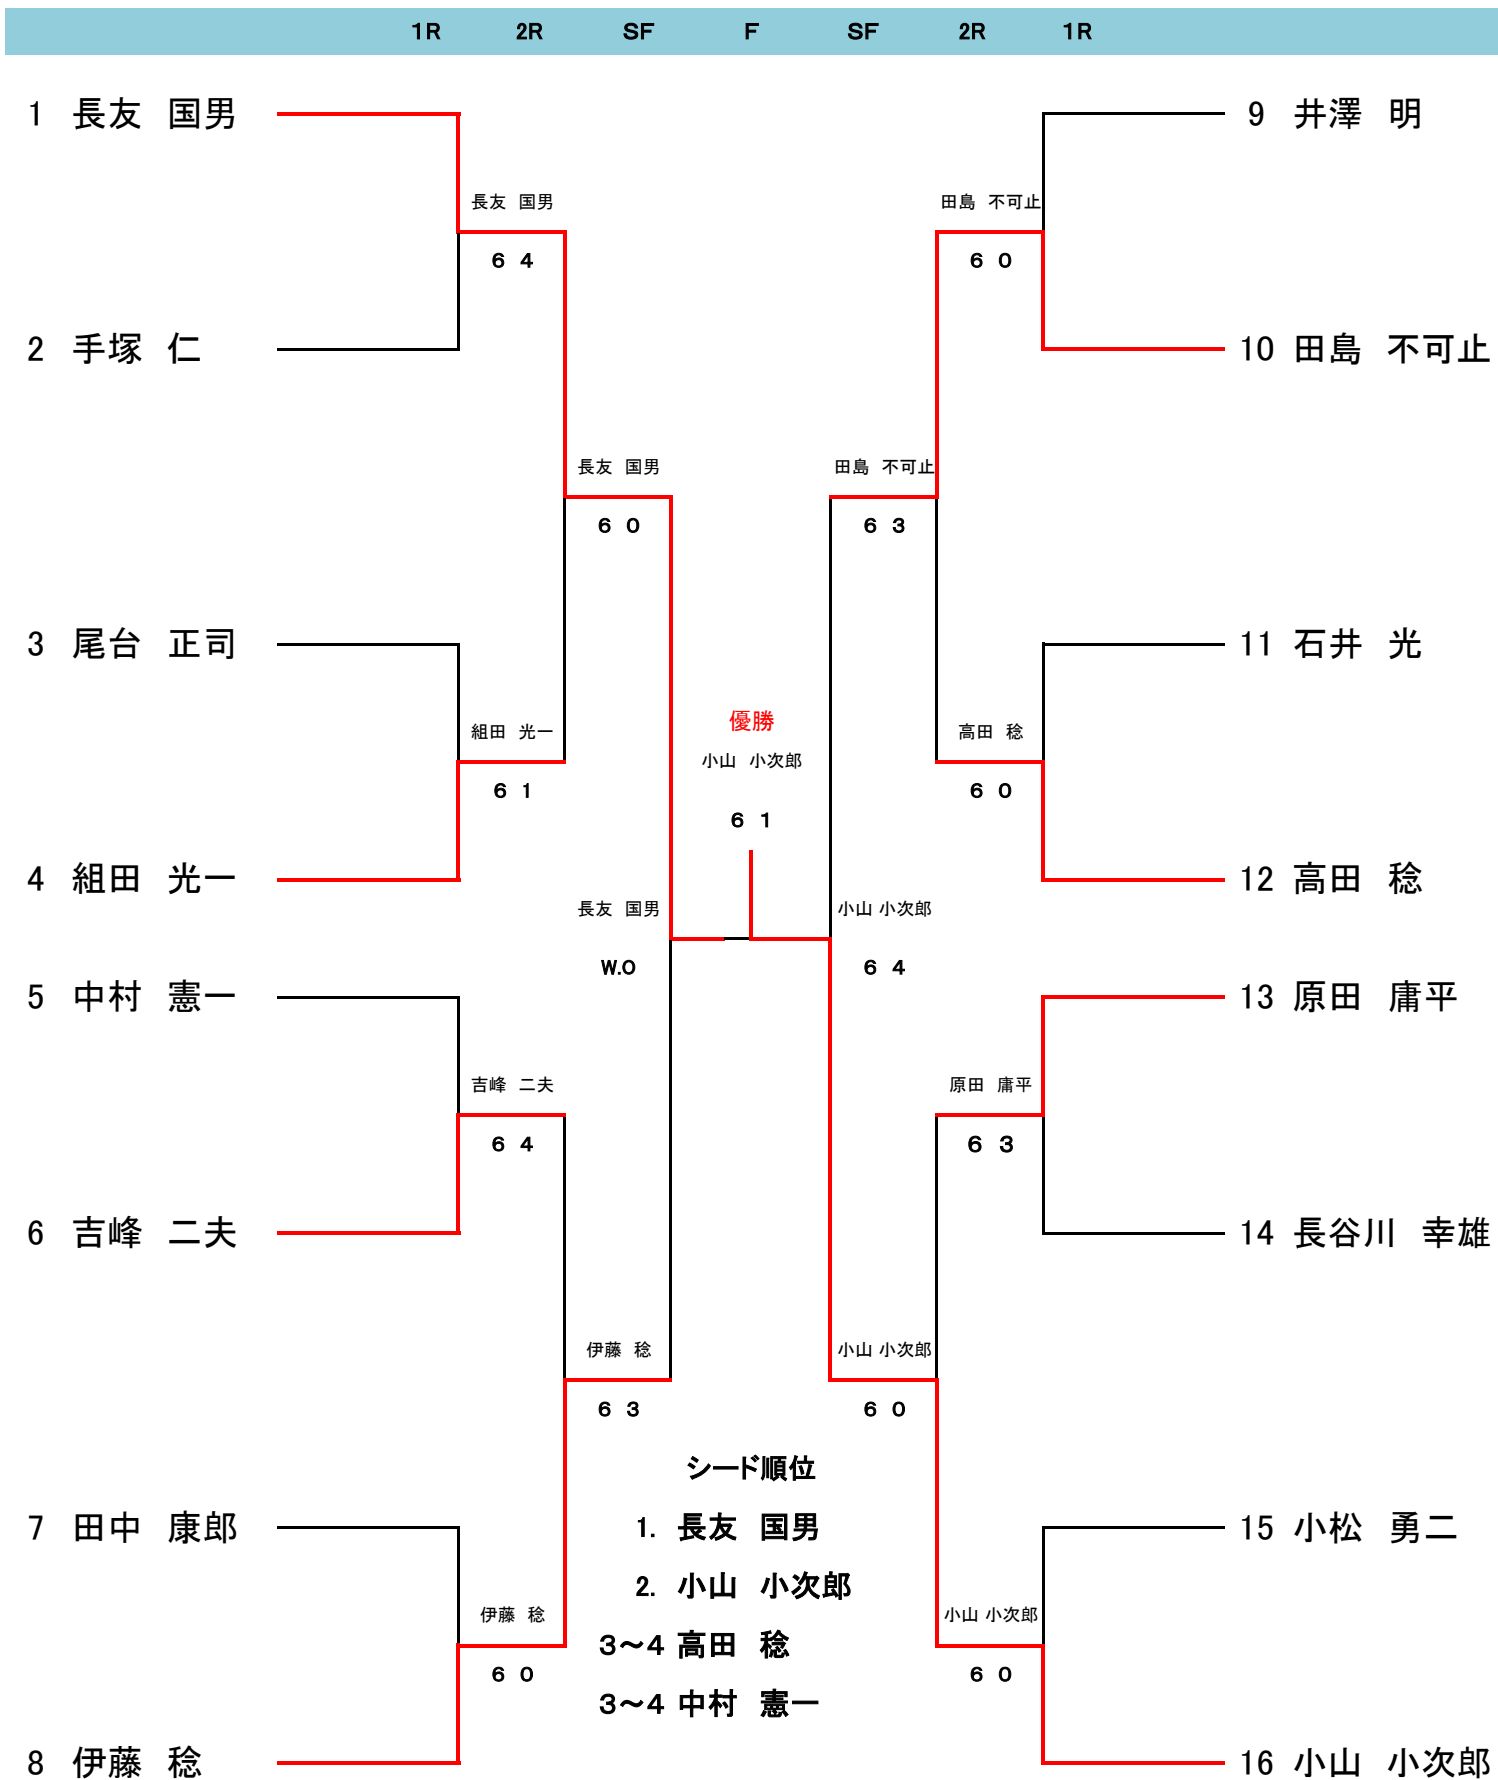 1R 2R SF F SF 2R 1R
1 長友 国男
9 井澤 明
長友 国男
田島 不可止
6 4
6 0
2 手塚 仁
10 田島 不可止
長友 国男
田島 不可止
6 0
6 3
3 尾台 正司
11 石井 光
優勝
組田 光一
小山 小次郎
高田 稔
6 1
6 1
6 0
4 組田 光一
12 高田 稔
長友 国男
小山 小次郎
W.O
6 4
5 中村 憲一
13 原田 庸平
吉峰 二夫
原田 庸平
6 4
6 3
6 吉峰 二夫
14 長谷川 幸雄
伊藤 稔
小山 小次郎
6 3
6 0
シード順位
7 田中 康郎
1. 長友 国男
15 小松 勇二
2. 小山 小次郎
伊藤 稔
小山 小次郎
3～4 高田 稔
6 0
6 0
3～4 中村 憲一
8 伊藤 稔
16 小山 小次郎